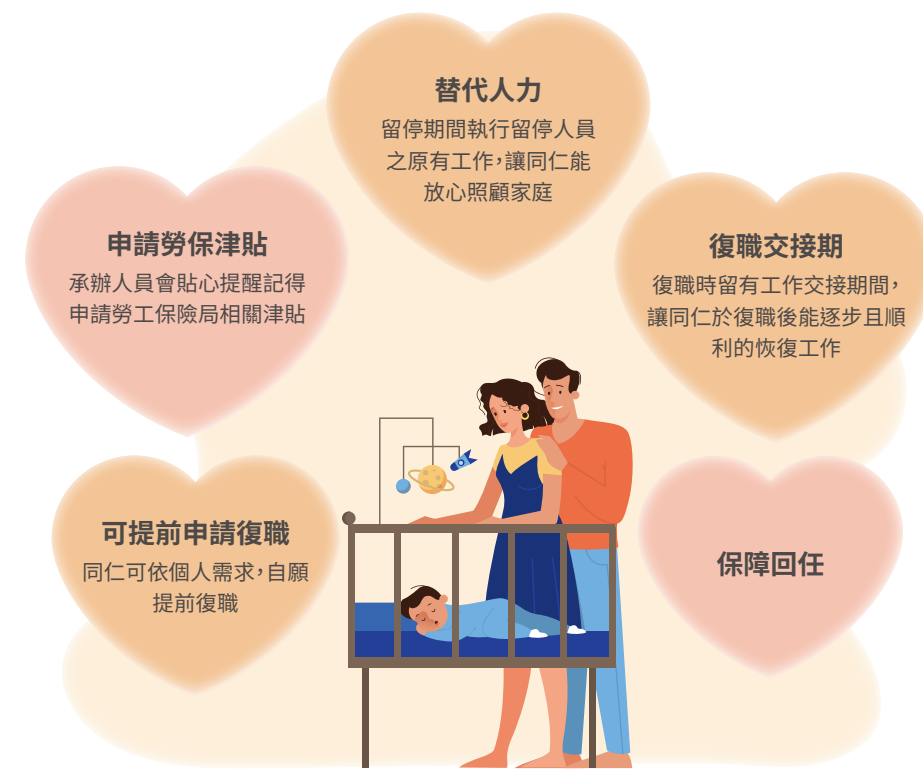 替代人力
留停期間執行留停人員
之原有工作，讓同仁能
放心照顧家庭
申請勞保津貼
承辦人員會貼心提醒記得
申請勞工保險局相關津貼
復職交接期
復職時留有工作交接期間，
讓同仁於復職後能逐步且順
利的恢復工作
可提前申請復職
同仁可依個人需求，自願
提前復職
保障回任